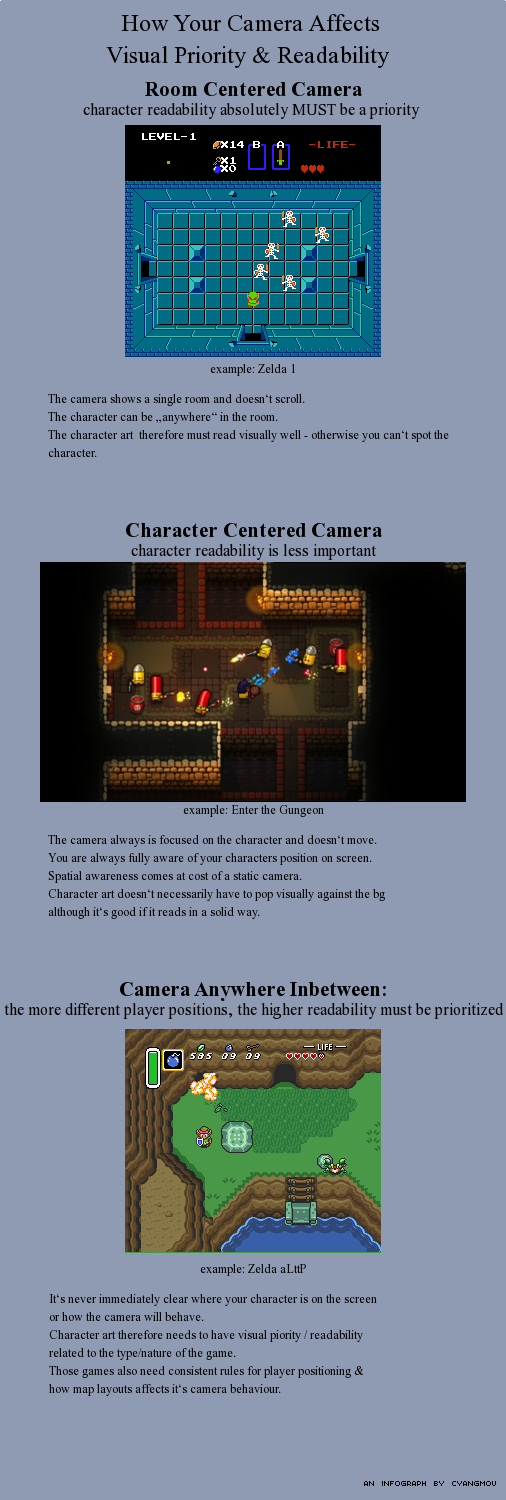 How Your Camera Affects
Visual Priority & Readability
Room Centered Camera
character readability absolutely MUST be a priority
LEVEL-1
X14 B A -LIFE-
X1
X0
example: Zelda 1
The camera shows a single room and doesn‘t scroll.
The character can be „anywhere“ in the room.
The character art therefore must read visually well - otherwise you can‘t spot the
character.
Character Centered Camera
character readability is less important
example: Enter the Gungeon
The camera always is focused on the character and doesn‘t move.
You are always fully aware of your characters position on screen.
Spatial awareness comes at cost of a static camera.
Character art doesn‘t necessarily have to pop visually against the bg
although it‘s good if it reads in a solid way.
Camera Anywhere Inbetween:
the more different player positions, the higher readability must be prioritized
— LIFE —
585 09 09
example: Zelda aLttP
It‘s never immediately clear where your character is on the screen
or how the camera will behave.
Character art therefore needs to have visual piority / readability
related to the type/nature of the game.
Those games also need consistent rules for player positioning &
how map layouts affects it‘s camera behaviour.
AN INFOGRAPH BY CYANGMOU